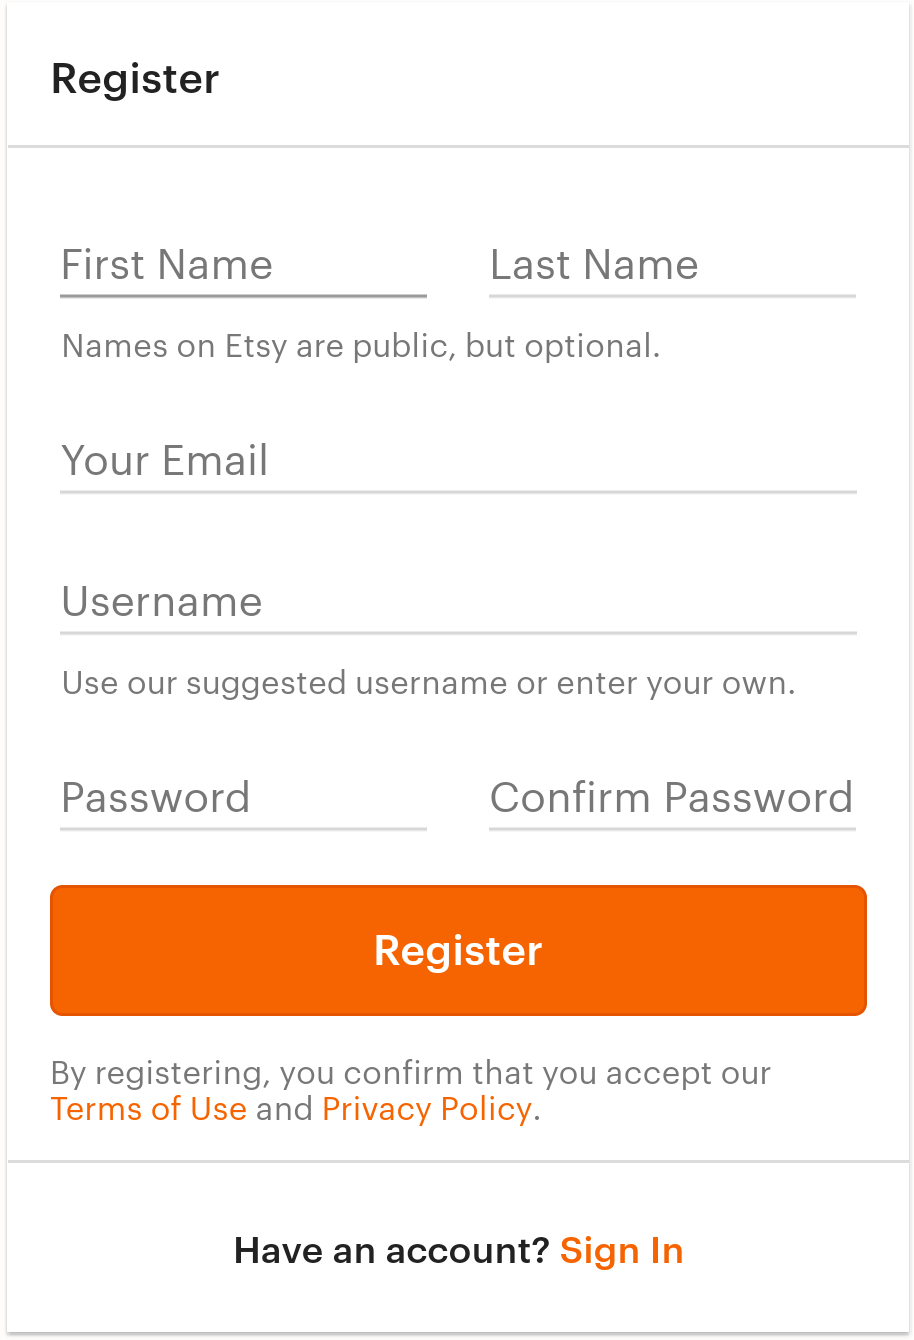 Register
First Name Last Name
Names on Etsy are public, but optional.
Your Email
Username
Use our suggested username or enter your own.
Password Confirm Password
Register
By registering, you confirm that you accept our
Terms of Use and Privacy Policy.
Have an account? Sign In